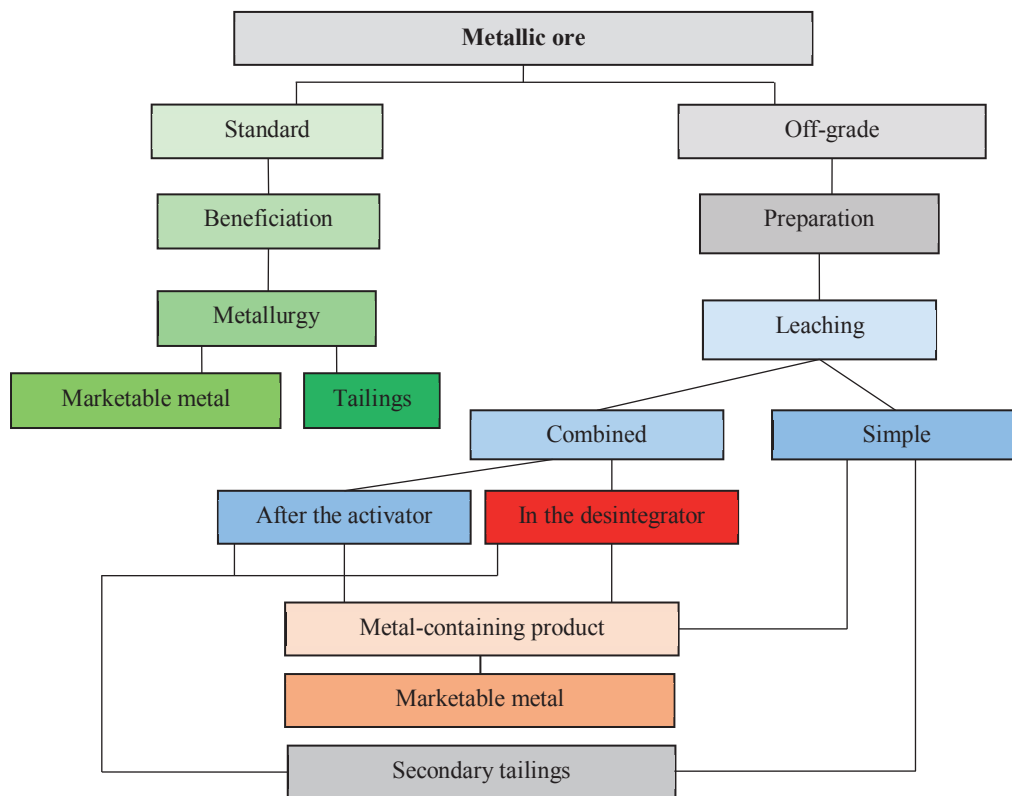 Metallic ore
Standard
Off-grade
Beneficiation
Preparation
Metallurgy
Leaching
Marketable metal
Tailings
Combined
Simple
After the activator
In the desintegrator
Metal-containing product
Marketable metal
Secondary tailings